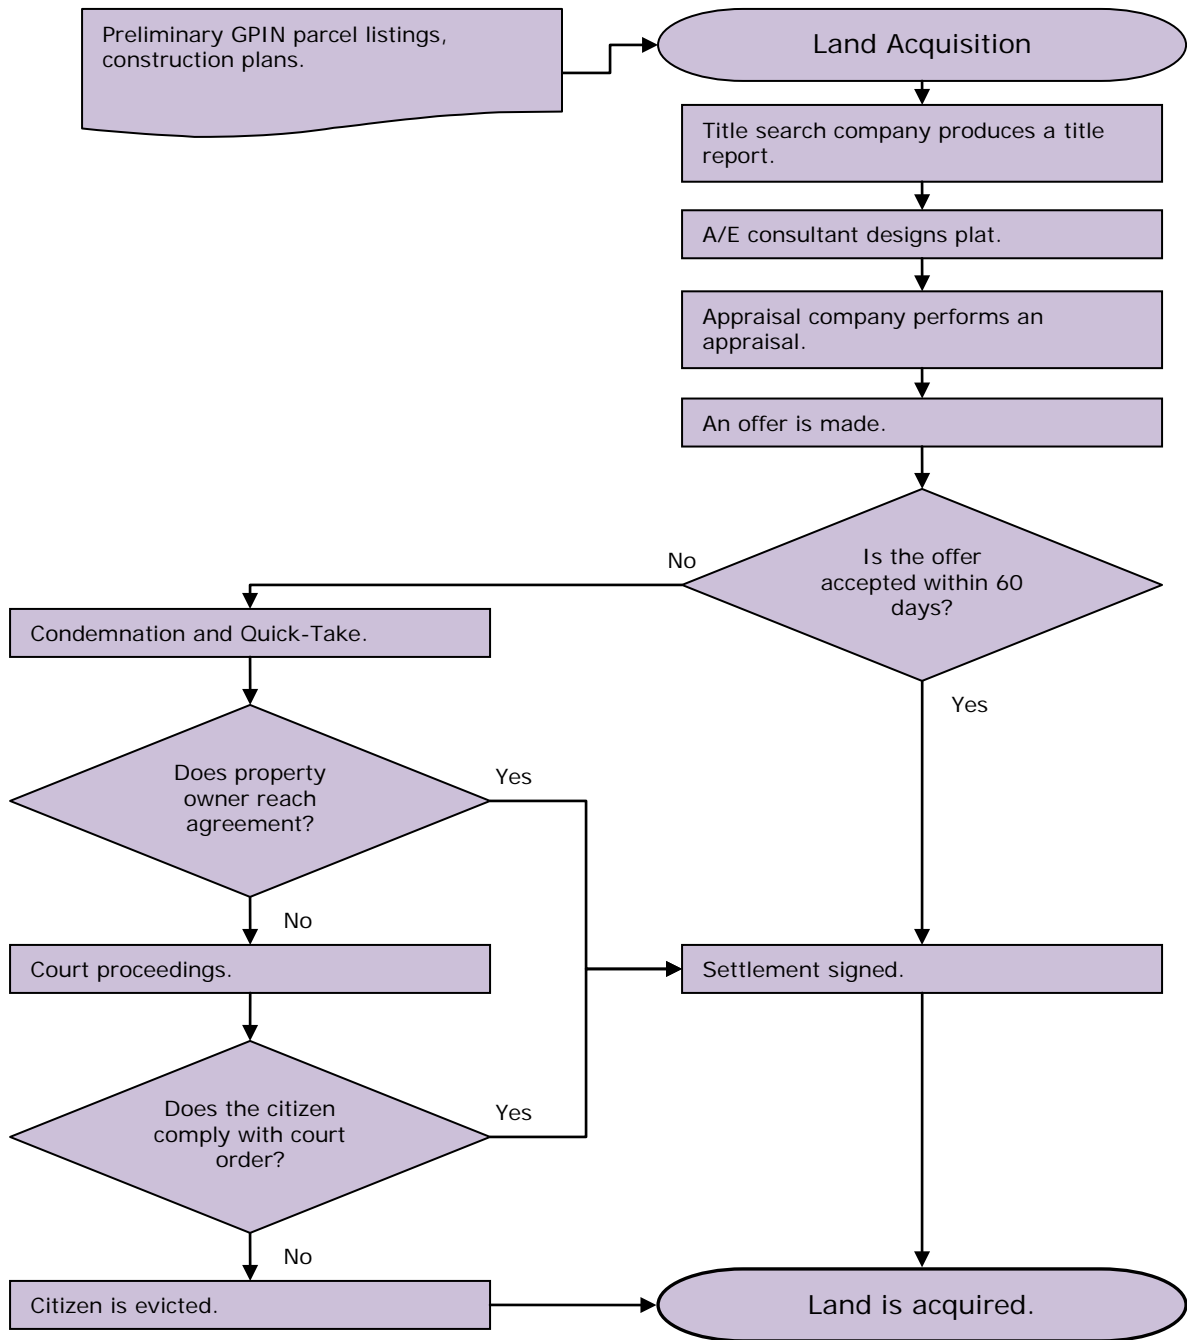 Preliminary GPIN parcel listings,
construction plans.
Land Acquisition
Title search company produces a title
report.
A/E consultant designs plat.
Appraisal company performs an
appraisal.
An offer is made.
Is the offer
accepted within 60
days?
No
Yes
Condemnation and Quick-Take.
Does property
owner reach
agreement?
Yes
No
Court proceedings.
Settlement signed.
Does the citizen
comply with court
order?
Yes
No
Citizen is evicted.
Land is acquired.